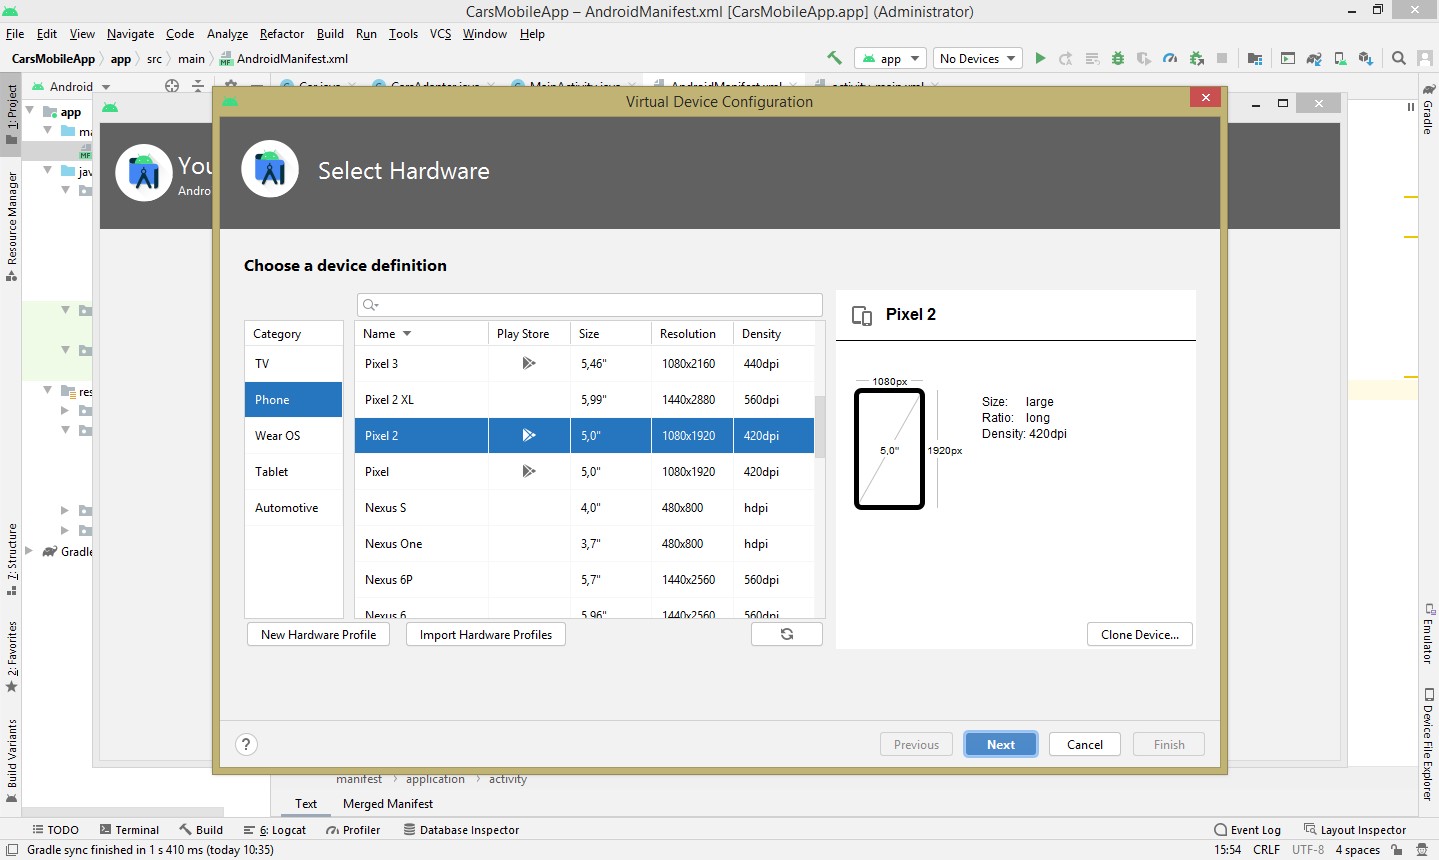 CarsMobileApp – AndroidManifest.xml [CarsMobileApp.app] (Administrator)
File Edit View Navigate Code Analyze Refactor Build Run Tools VCS Window Help
CarsMobileApp app src main AndroidManifest.xml app No Devices
Android
1: Project
Resource Manager
7: Structure
2: Favorites
Build Variants
app
ma
jav
res
Gradle
You
Andro
Virtual Device Configuration
Select Hardware
Choose a device definition
Category
TV
Phone
Wear OS
Tablet
Automotive
Name Play Store Size Resolution Density
Pixel 3 5,46" 1080x2160 440dpi
Pixel 2 XL 5,99" 1440x2880 560dpi
Pixel 2 5,0" 1080x1920 420dpi
Pixel 5,0" 1080x1920 420dpi
Nexus S 4,0" 480x800 hdpi
Nexus One 3,7" 480x800 hdpi
Nexus 6P 5,7" 1440x2560 560dpi
Nexus 6 5,96" 1440x2560 560dpi
New Hardware Profile Import Hardware Profiles
Pixel 2
1080px
5,0"
1920px
Size: large
Ratio: long
Density: 420dpi
Clone Device...
? Previous Next Cancel Finish
Gradle
Emulator
Device File Explorer
manifest application activity
Text Merged Manifest
TODO Terminal Build 6: Logcat Profiler Database Inspector Event Log Layout Inspector
Gradle sync finished in 1 s 410 ms (today 10:35) 15:54 CRLF UTF-8 4 spaces